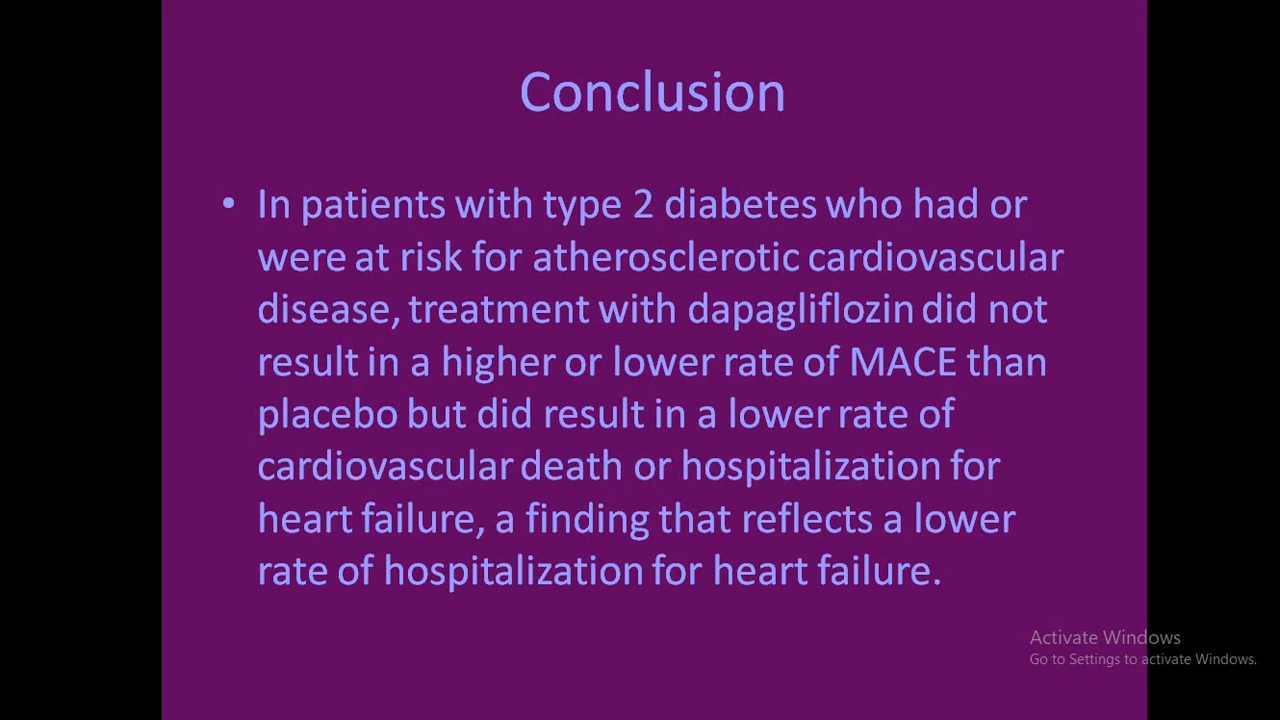 Conclusion
• In patients with type 2 diabetes who had or
were at risk for atherosclerotic cardiovascular
disease, treatment with dapagliflozin did not
result in a higher or lower rate of MACE than
placebo but did result in a lower rate of
cardiovascular death or hospitalization for
heart failure, a finding that reflects a lower
rate of hospitalization for heart failure.
Activate Windows
Go to Settings to activate Windows.